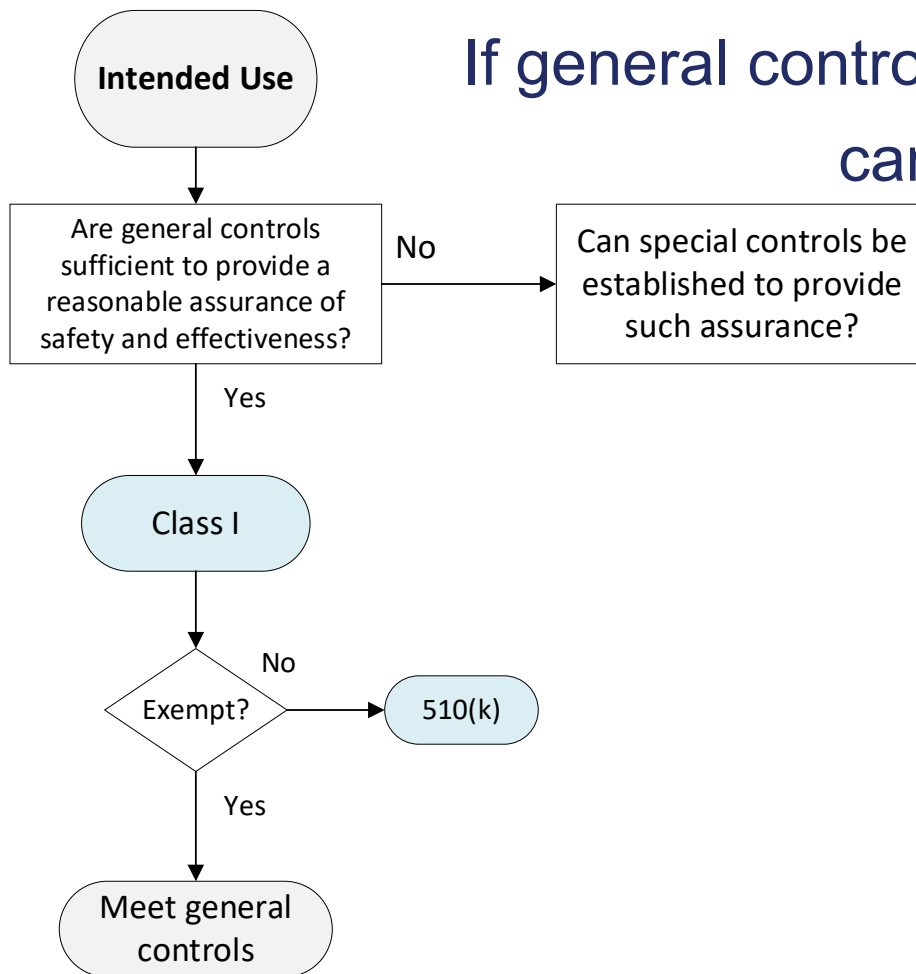 If general contro
can
Intended Use
Are general controls
sufficient to provide a
reasonable assurance of
safety and effectiveness?
No
Can special controls be
established to provide
such assurance?
Yes
Class I
No
Exempt?
510(k)
Yes
Meet general
controls